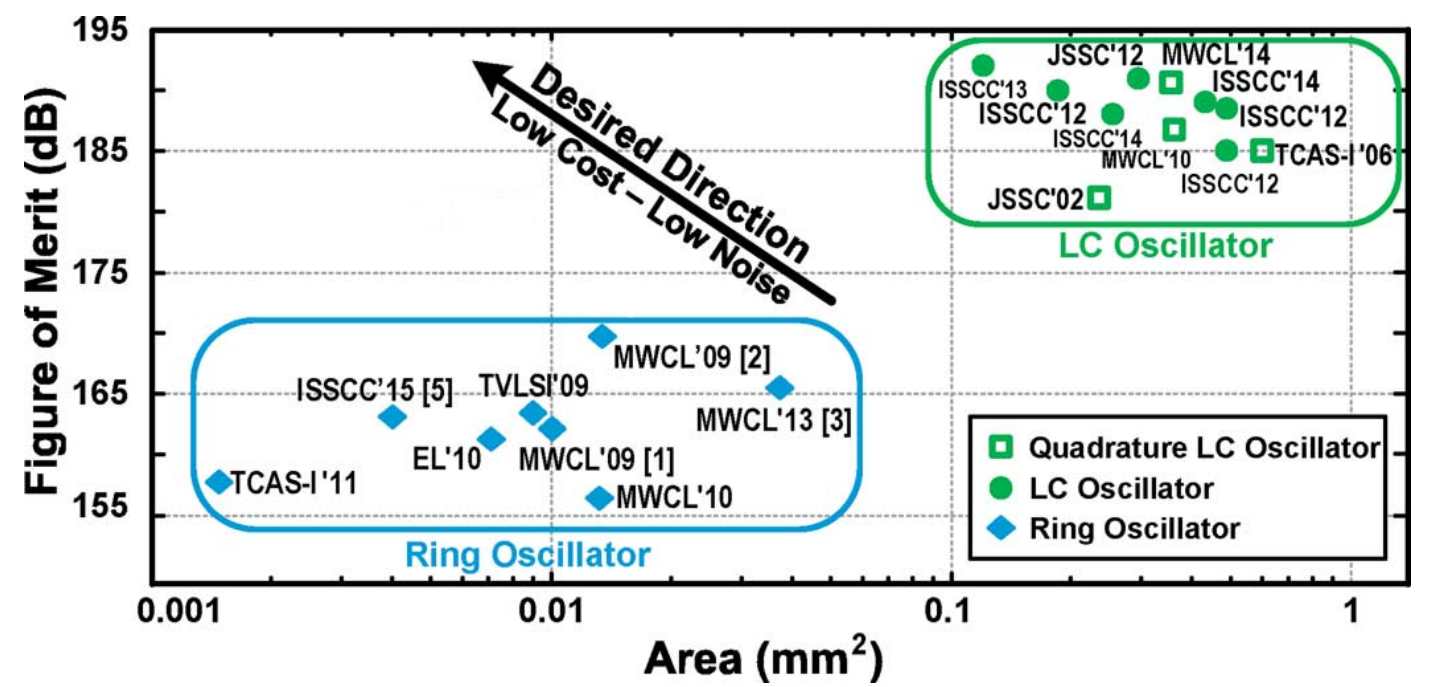 195
185
175
165
155
Figure of Merit (dB)
Desired Direction
Low Cost – Low Noise
JSSC'12
MWCL'14
ISSCC'13
ISSCC'14
ISSCC'12
ISSCC'12
ISSCC'14
MWCL'10
TCAS-I '06
ISSCC'12
JSSC'02
LC Oscillator
MWCL’09 [2]
ISSCC’15 [5]
TVLSI'09
MWCL'13 [3]
EL'10
MWCL'09 [1]
TCAS-I '11
MWCL'10
Ring Oscillator
Quadrature LC Oscillator
LC Oscillator
Ring Oscillator
0.001
0.01
0.1
1
Area (mm²)